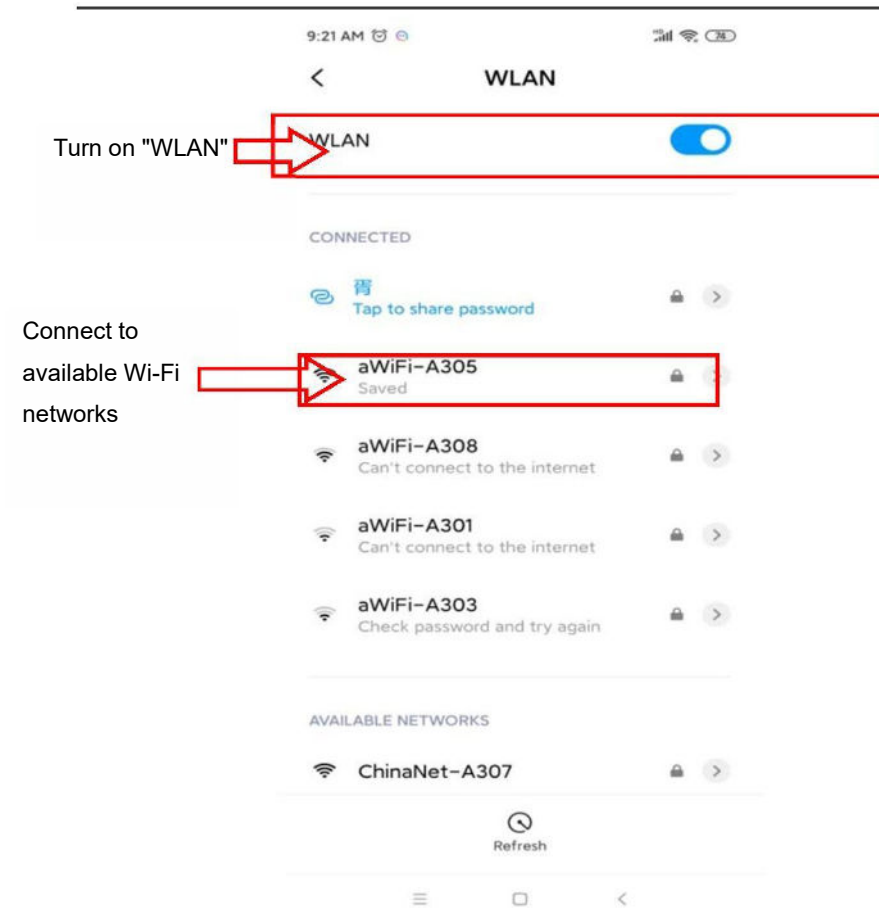 9:21 AM
74
WLAN
Turn on "WLAN"
WLAN
CONNECTED
胥
Tap to share password
Connect to
available Wi-Fi
networks
aWiFi-A305
Saved
aWiFi-A308
Can't connect to the internet
aWiFi-A301
Can't connect to the internet
aWiFi-A303
Check password and try again
AVAILABLE NETWORKS
ChinaNet-A307
Refresh